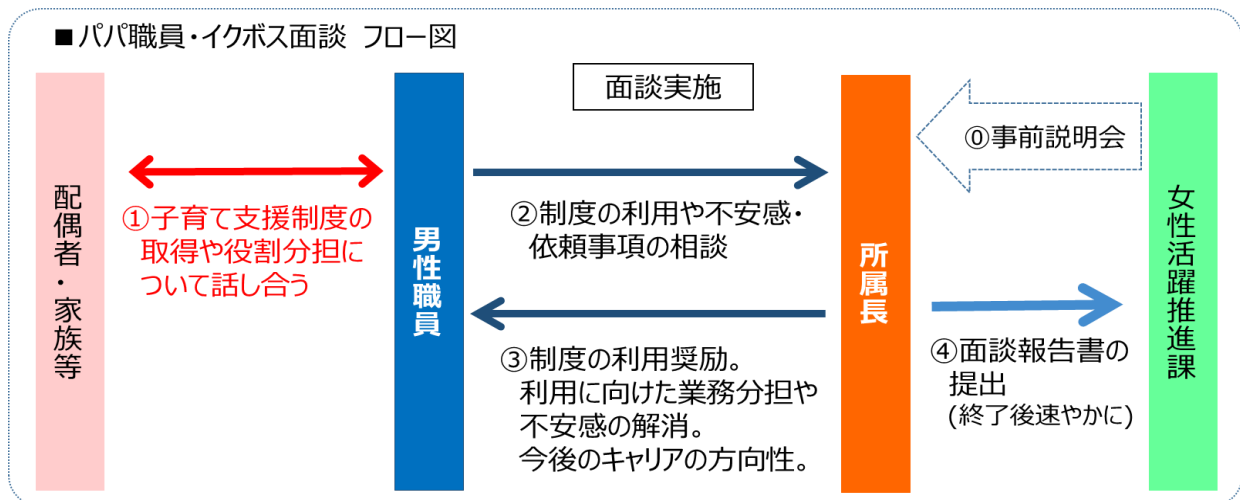 ■パパ職員・イクボス面談 フロー図
面談実施
配偶者・家族等
男性職員
所属長
女性活躍推進課
⓪事前説明会
①子育て支援制度の
取得や役割分担に
ついて話し合う
②制度の利用や不安感・
依頼事項の相談
③制度の利用奨励。
利用に向けた業務分担や
不安感の解消。
今後のキャリアの方向性。
④面談報告書の
提出
(終了後速やかに)